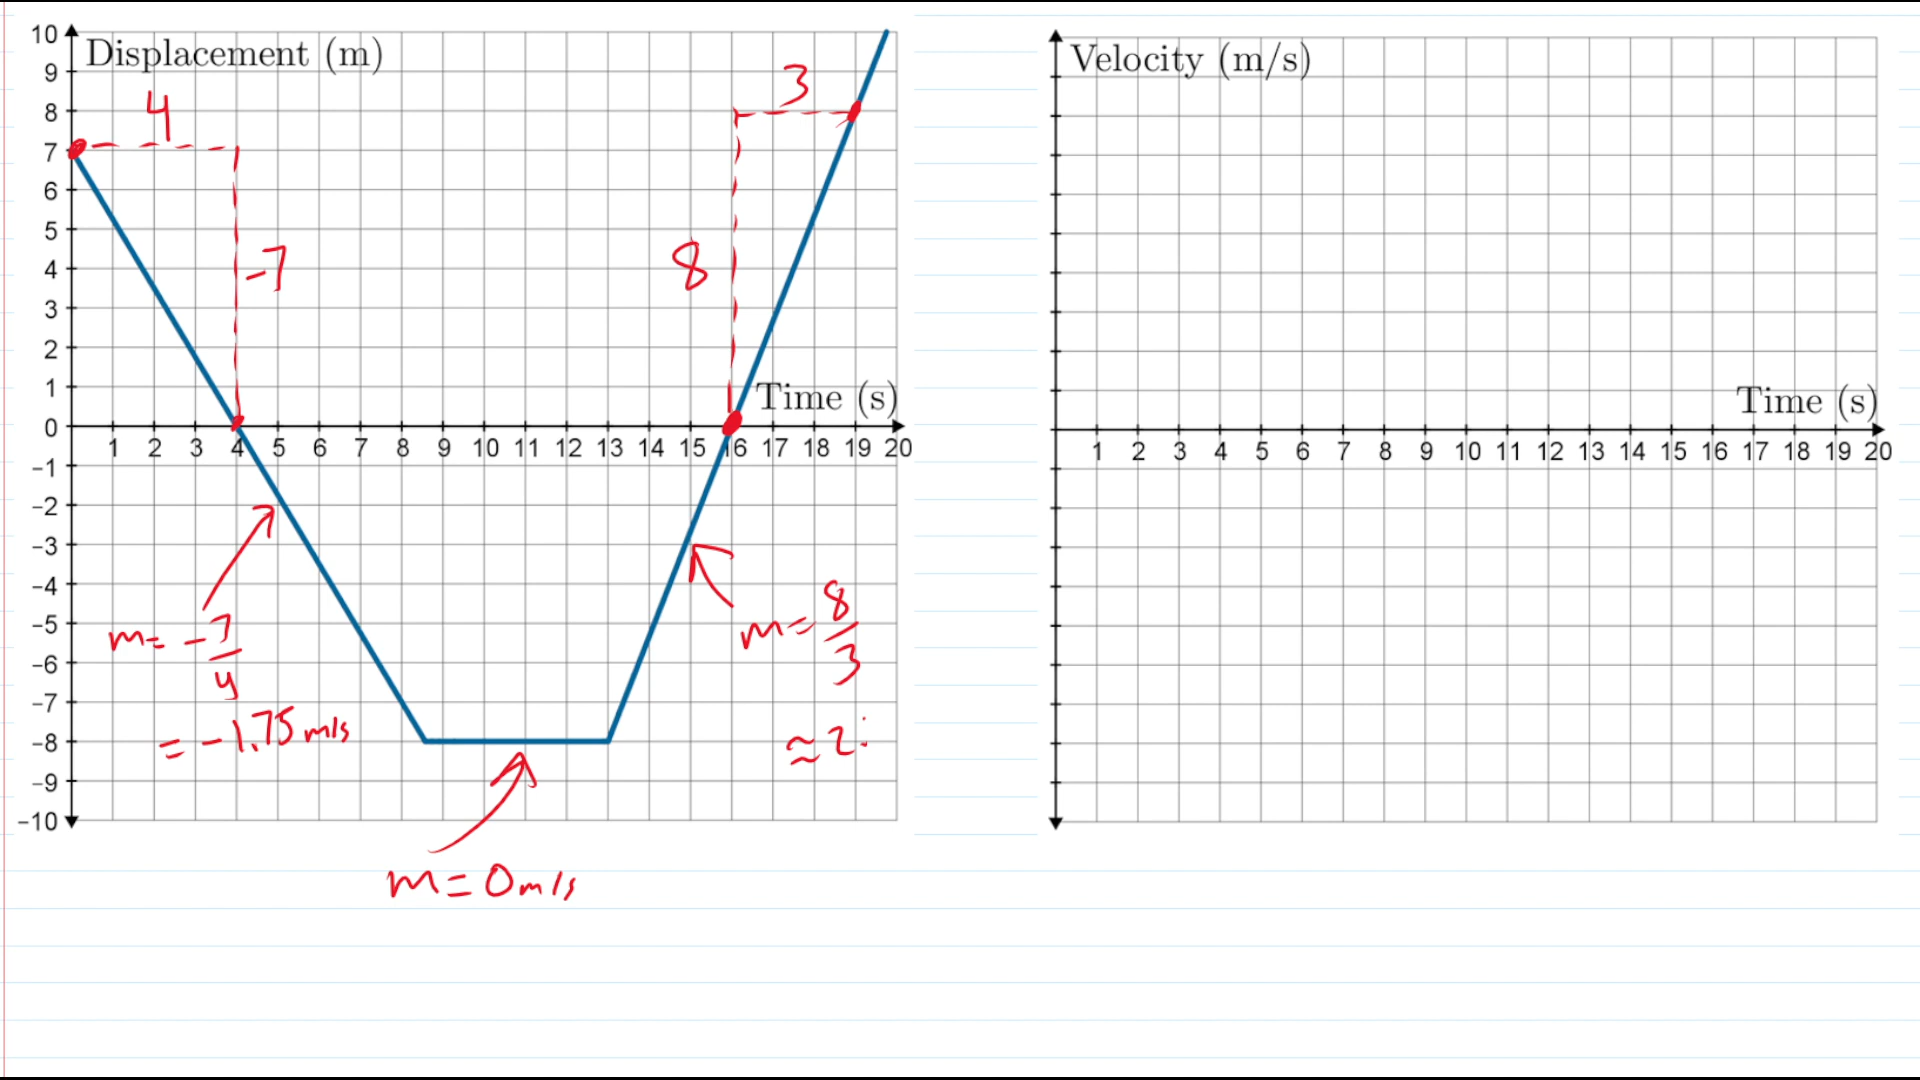 Displacement (m)
10
9
8
7
6
5
4
3
2
1
0
−1
−2
−3
−4
−5
−6
−7
−8
−9
−10
1 2 3 4 5 6 7 8 9 10 11 12 13 14 15 16 17 18 19 20
Time (s)
4
-7
3
8
m= -7/4
= -1.75 m/s
m= 0m/s
m= 8/3
≈ 2.
Velocity (m/s)
Time (s)
1 2 3 4 5 6 7 8 9 10 11 12 13 14 15 16 17 18 19 20